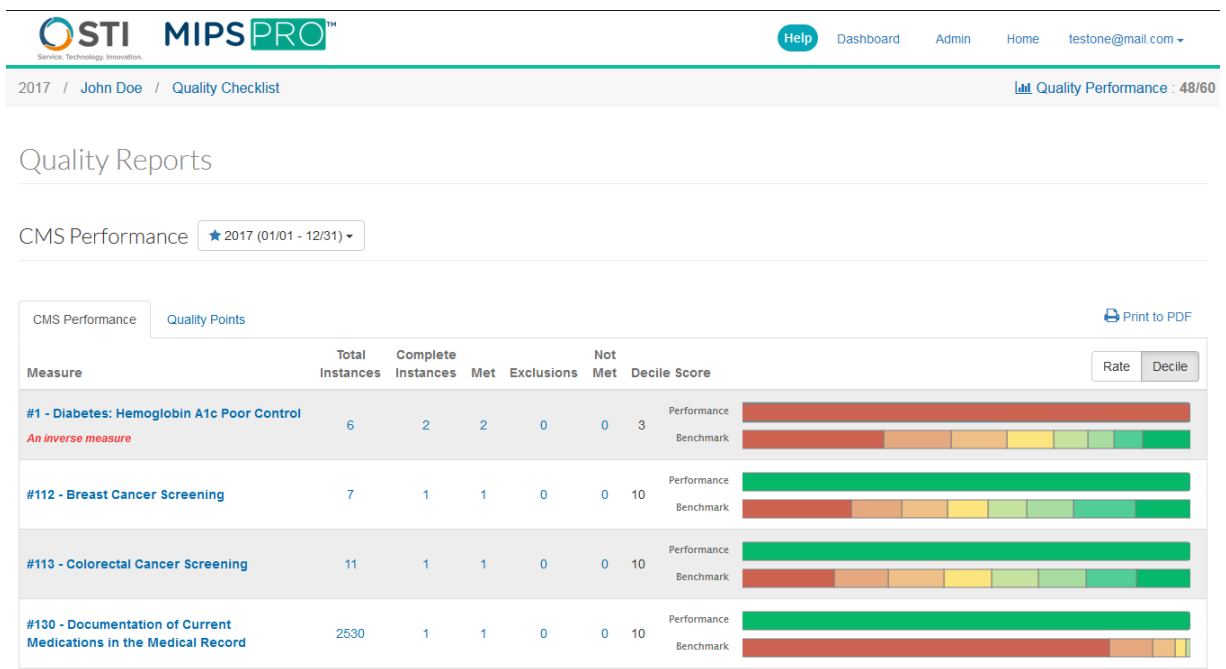 STI MIPS PRO™
Service. Technology. Innovation.
Help Dashboard Admin Home testone@mail.com
2017 / John Doe / Quality Checklist Quality Performance : 48/60
Quality Reports
CMS Performance 2017 (01/01 - 12/31)
CMS Performance Quality Points Print to PDF
Measure Total Instances Complete Instances Met Exclusions Not Met Decile Score Rate Decile
#1 - Diabetes: Hemoglobin A1c Poor Control 6 2 2 0 0 3 Performance
An inverse measure Benchmark
#112 - Breast Cancer Screening 7 1 1 0 0 10 Performance
Benchmark
#113 - Colorectal Cancer Screening 11 1 1 0 0 10 Performance
Benchmark
#130 - Documentation of Current
Medications in the Medical Record 2530 1 1 0 0 10 Performance
Benchmark